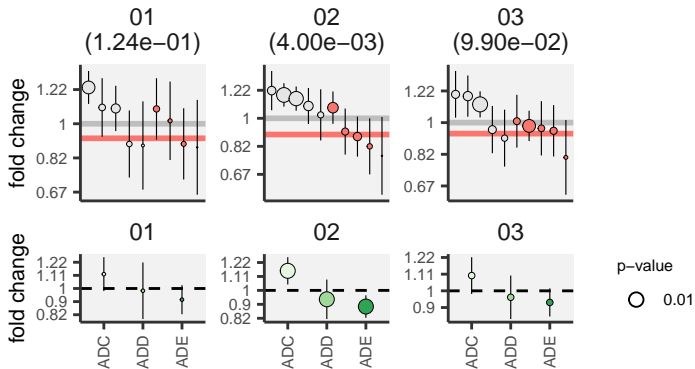 01
(1.24e−01)
02
(4.00e−03)
03
(9.90e−02)
fold change
1.22
1
0.82
0.67
1.22
1
0.82
0.67
1.22
1
0.82
0.67
01
02
03
fold change
1.22
1.11
1
0.9
0.82
1.22
1.11
1
0.9
0.82
1.22
1.11
1
0.9
ADC
ADD
ADE
ADC
ADD
ADE
ADC
ADD
ADE
p−value
0.01